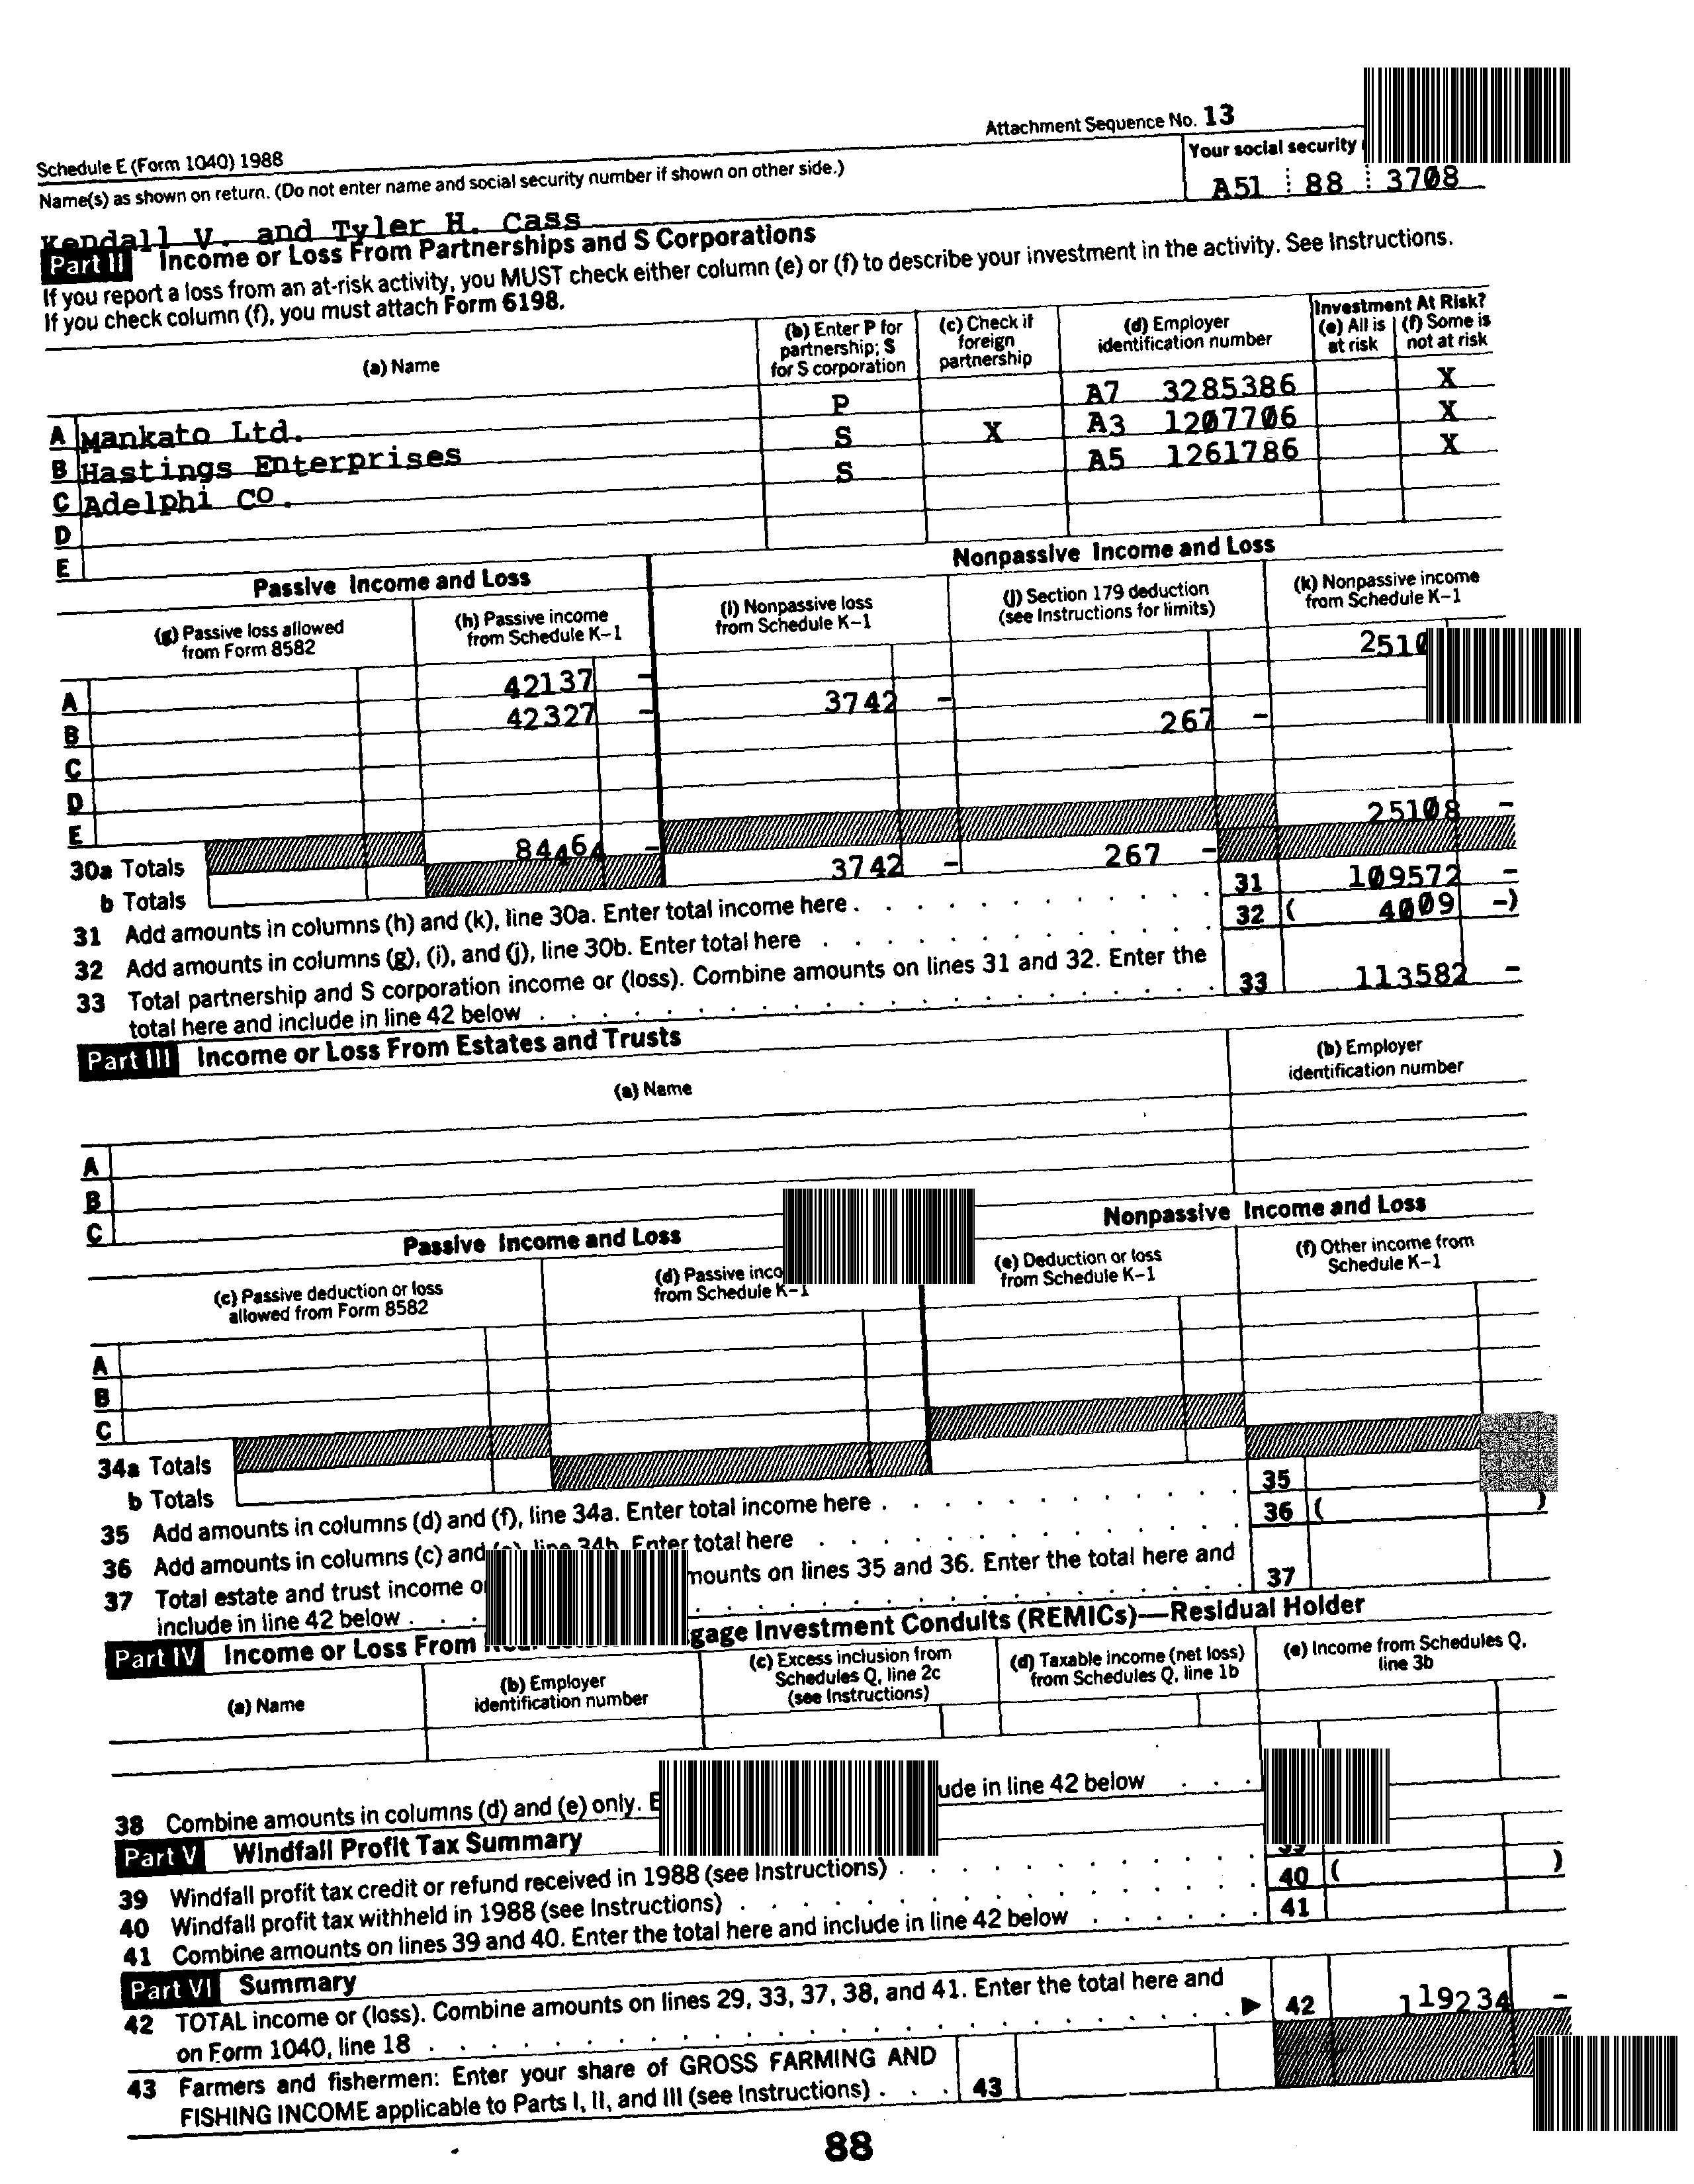 Attachment Sequence No. 13
Schedule E (Form 1040) 1988
Name(s) as shown on return. (Do not enter name and social security number if shown on other side.)
Your social security
Kendall V. and Tyler H. Cass
A51 88 3708
Part II Income or Loss From Partnerships and S Corporations
If you report a loss from an at-risk activity, you MUST check either column (e) or (f) to describe your investment in the activity. See Instructions.
If you check column (f), you must attach Form 6198.
(a) Name
(b) Enter P for partnership; S for S corporation
(c) Check if foreign partnership
(d) Employer identification number
Investment At Risk?
(e) All is at risk
(f) Some is not at risk
A Mankato Ltd. P A7 3285386 X
B Hastings Enterprises S X A3 1207706 X
C Adelphi CO. S A5 1261786 X
D
E
Passive Income and Loss
Nonpassive Income and Loss
(g) Passive loss allowed from Form 8582
(h) Passive income from Schedule K-1
(i) Nonpassive loss from Schedule K-1
(j) Section 179 deduction (see Instructions for limits)
(k) Nonpassive income from Schedule K-1
A 42137 - 2510
B 42327 - 3742 - 267 -
C
D
E
30a Totals 84464 - 25108 -
b Totals 3742 - 267 -
31 Add amounts in columns (h) and (k), line 30a. Enter total income here . . . 31 109572 -
32 Add amounts in columns (g), (i), and (j), line 30b. Enter total here . . . 32 ( 4009 -)
33 Total partnership and S corporation income or (loss). Combine amounts on lines 31 and 32. Enter the
total here and include in line 42 below . . . 33 113582 -
Part III Income or Loss From Estates and Trusts
(a) Name
(b) Employer identification number
A
B
C
Passive Income and Loss
Nonpassive Income and Loss
(c) Passive deduction or loss allowed from Form 8582
(d) Passive from Schedule K-1
(e) Deduction or loss from Schedule K-1
(f) Other income from Schedule K-1
A
B
C
34a Totals
b Totals
35 Add amounts in columns (d) and (f), line 34a. Enter total income here . . . 35
36 Add amounts in columns (c) and (e), line 34b. Enter total here . . . 36 ( )
37 Total estate and trust income amounts on lines 35 and 36. Enter the total here and
include in line 42 below . . . 37
Part IV Income or Loss From gage Investment Conduits (REMICs)—Residual Holder
(a) Name
(b) Employer identification number
(c) Excess inclusion from Schedules Q, line 2c (see Instructions)
(d) Taxable income (net loss) from Schedules Q, line 1b
(e) Income from Schedules Q, line 3b
38 Combine amounts in columns (d) and (e) only. ude in line 42 below . . .
Part V Windfall Profit Tax Summary
39 Windfall profit tax credit or refund received in 1988 (see Instructions) . . . 39
40 Windfall profit tax withheld in 1988 (see Instructions) . . . 40 ( )
41 Combine amounts on lines 39 and 40. Enter the total here and include in line 42 below . . . 41
Part VI Summary
42 TOTAL income or (loss). Combine amounts on lines 29, 33, 37, 38, and 41. Enter the total here and
on Form 1040, line 18 . . . ► 42 119234 -
43 Farmers and fishermen: Enter your share of GROSS FARMING AND
FISHING INCOME applicable to Parts I, II, and III (see Instructions) . . . 43
88